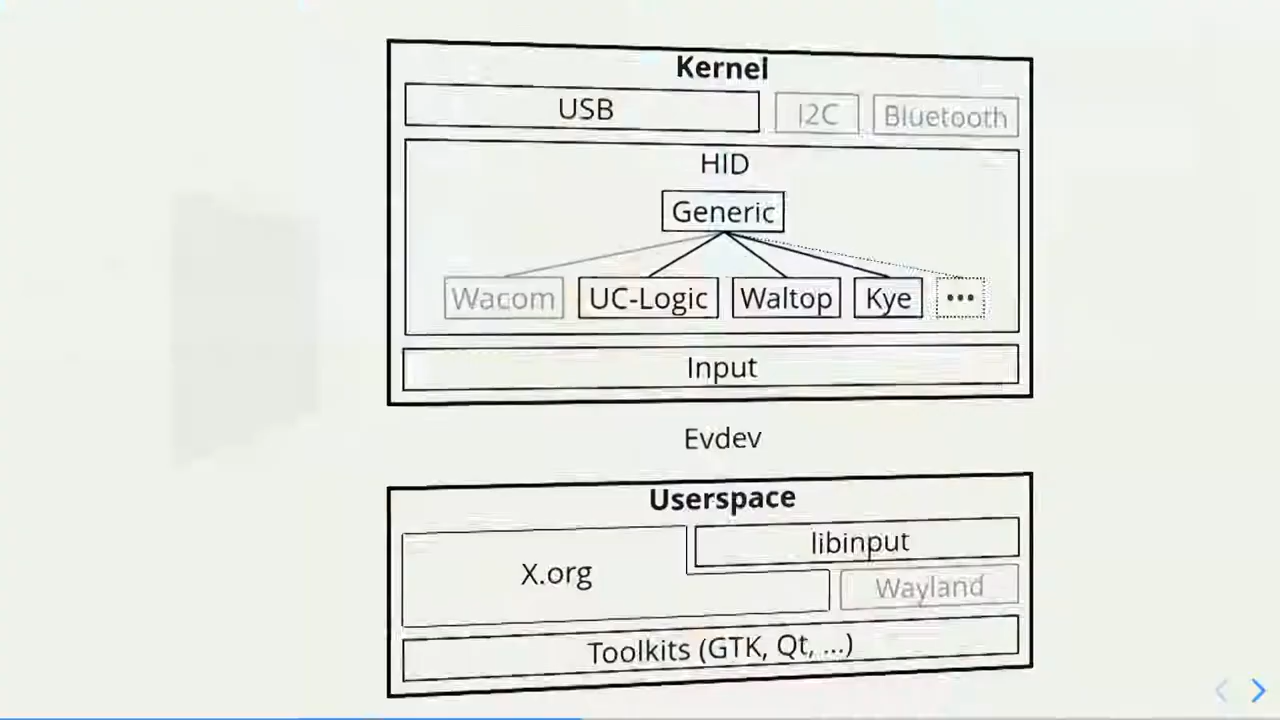 Kernel
USB I2C Bluetooth
HID
Generic
Wacom UC-Logic Waltop Kye ...
Input
Evdev
Userspace
libinput
X.org
Wayland
Toolkits (GTK, Qt, ...)